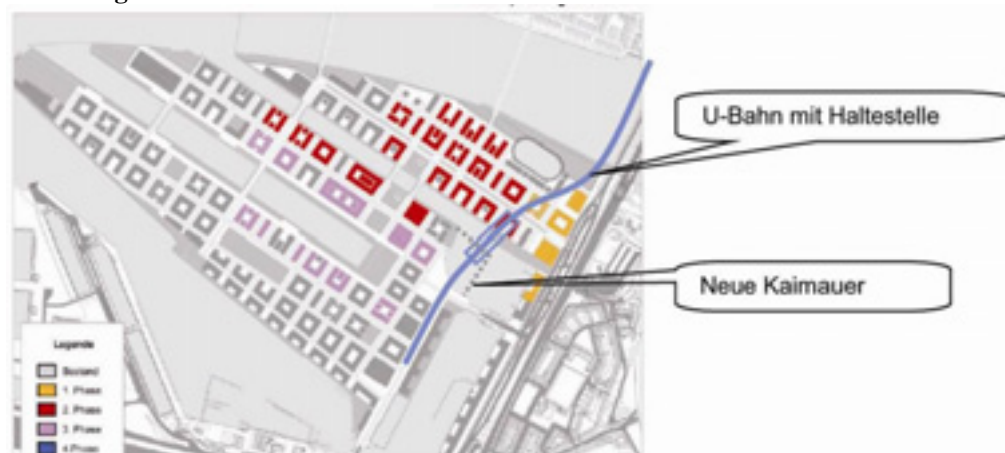 U-Bahn mit Haltestelle
Neue Kaimauer
Legende
Bestand
1. Phase
2. Phase
3. Phase
4.Phase